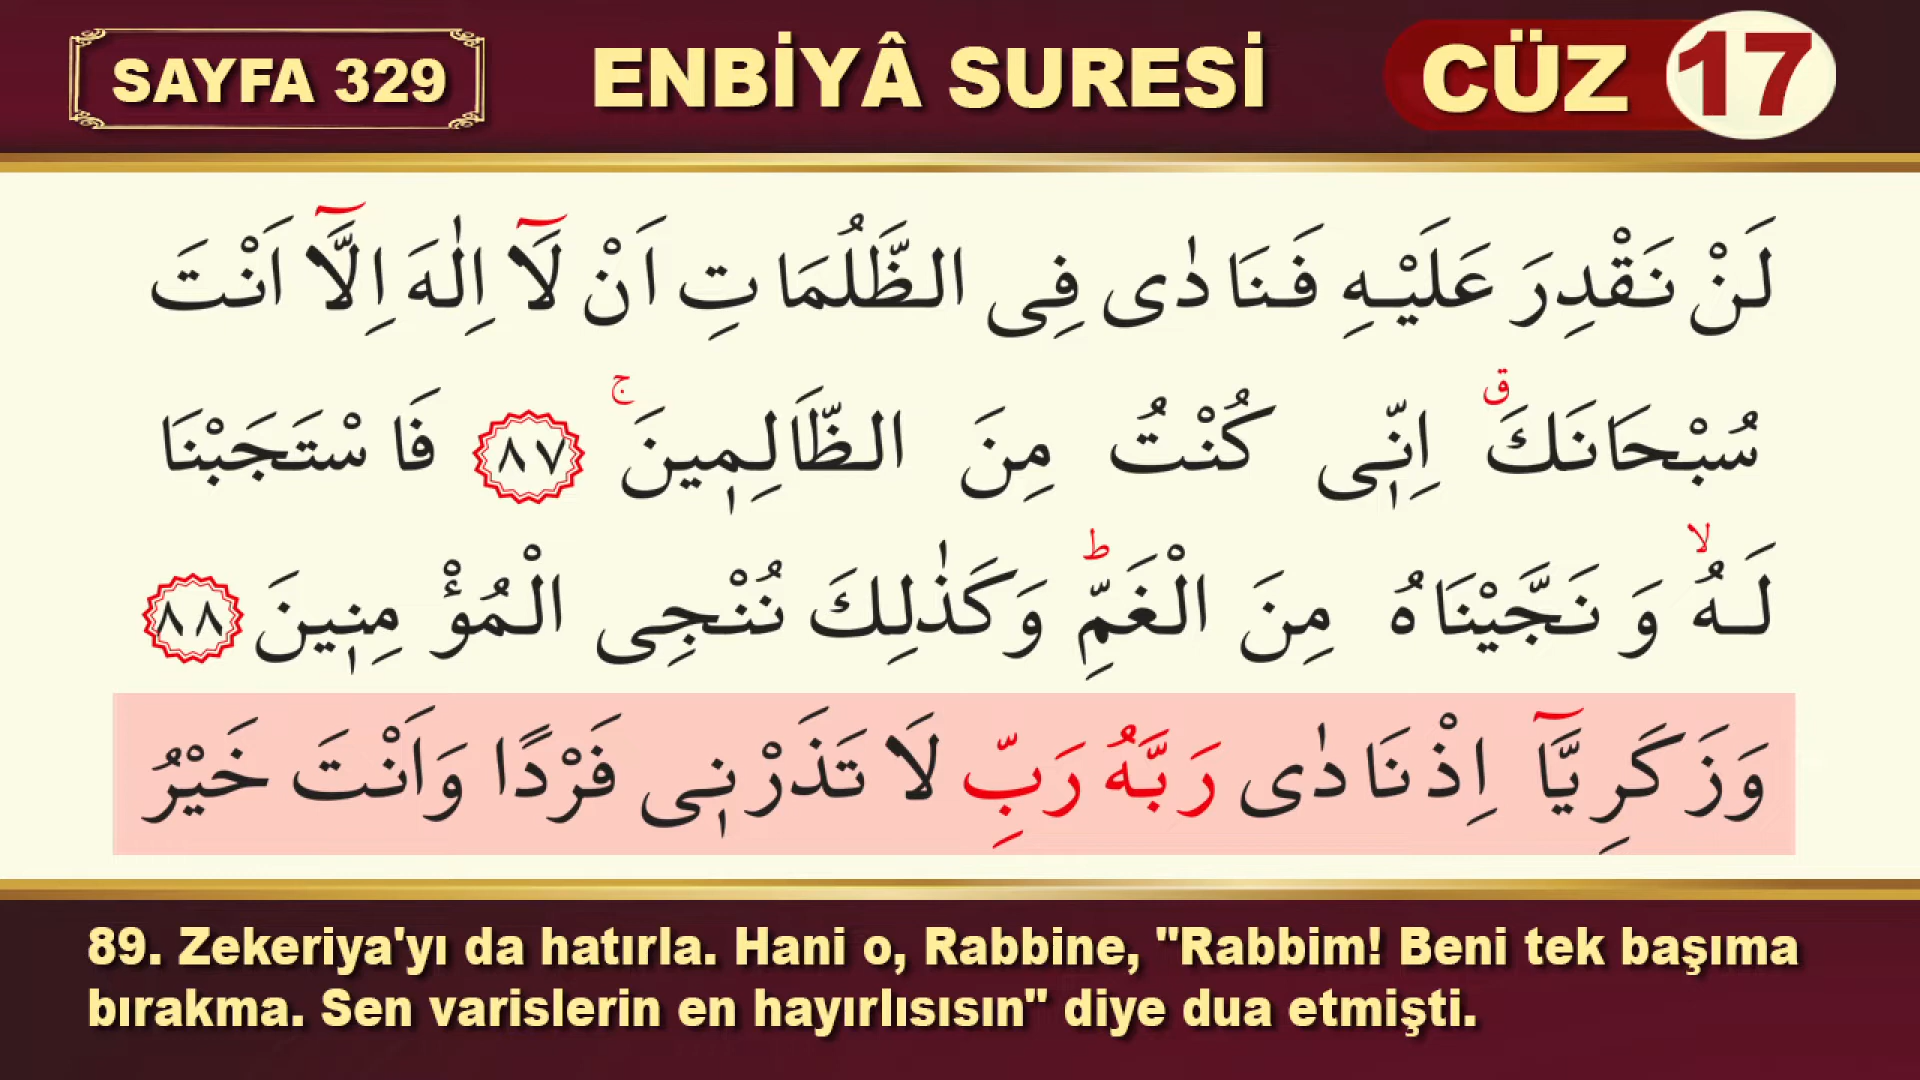 SAYFA 329
ENBİYÂ SURESİ
CÜZ 17
لَنْ نَقْدِرَ عَلَيْهِ فَنَادٰى فِى الظُّلُمَاتِ اَنْ لَٓا اِلٰهَ اِلَّٓا اَنْتَ
سُبْحَانَكَۗ اِنّ۪ى كُنْتُ مِنَ الظَّالِم۪ينَۚ ٨٧ فَاسْتَجَبْنَا
لَهُۙ وَنَجَّيْنَاهُ مِنَ الْغَمِّۜ وَكَذٰلِكَ نُنْجِى الْمُؤْمِن۪ينَ ٨٨
وَزَكَرِيَّٓا اِذْ نَادٰى رَبَّهُ رَبِّ لَا تَذَرْن۪ى فَرْدًا وَاَنْتَ خَيْرُ
89. Zekeriya'yı da hatırla. Hani o, Rabbine, "Rabbim! Beni tek başıma
bırakma. Sen varislerin en hayırlısısın" diye dua etmişti.